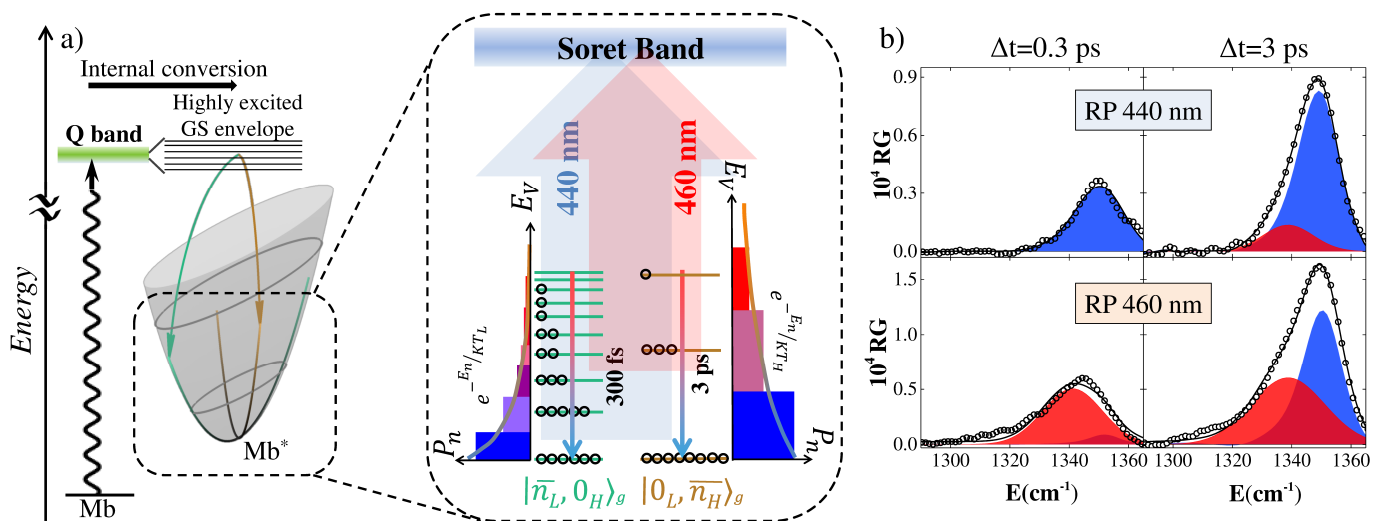 a)
Internal conversion
Highly excited
GS envelope
Q band
Energy
Mb*
Mb
Soret Band
440 nm
460 nm
E_V
E_V
e^{-E_n/KT_L}
e^{-E_n/KT_H}
300 fs
3 ps
P_n
P_n
|n̄_L, 0_H⟩_g
|0_L, n̄_H⟩_g
b)
Δt=0.3 ps
Δt=3 ps
RP 440 nm
10⁴ RG
0.9
0.6
0.3
0.0
RP 460 nm
10⁴ RG
1.5
1.0
0.5
0.0
1300 1320 1340 1360 1300 1320 1340 1360
E(cm⁻¹) E(cm⁻¹)